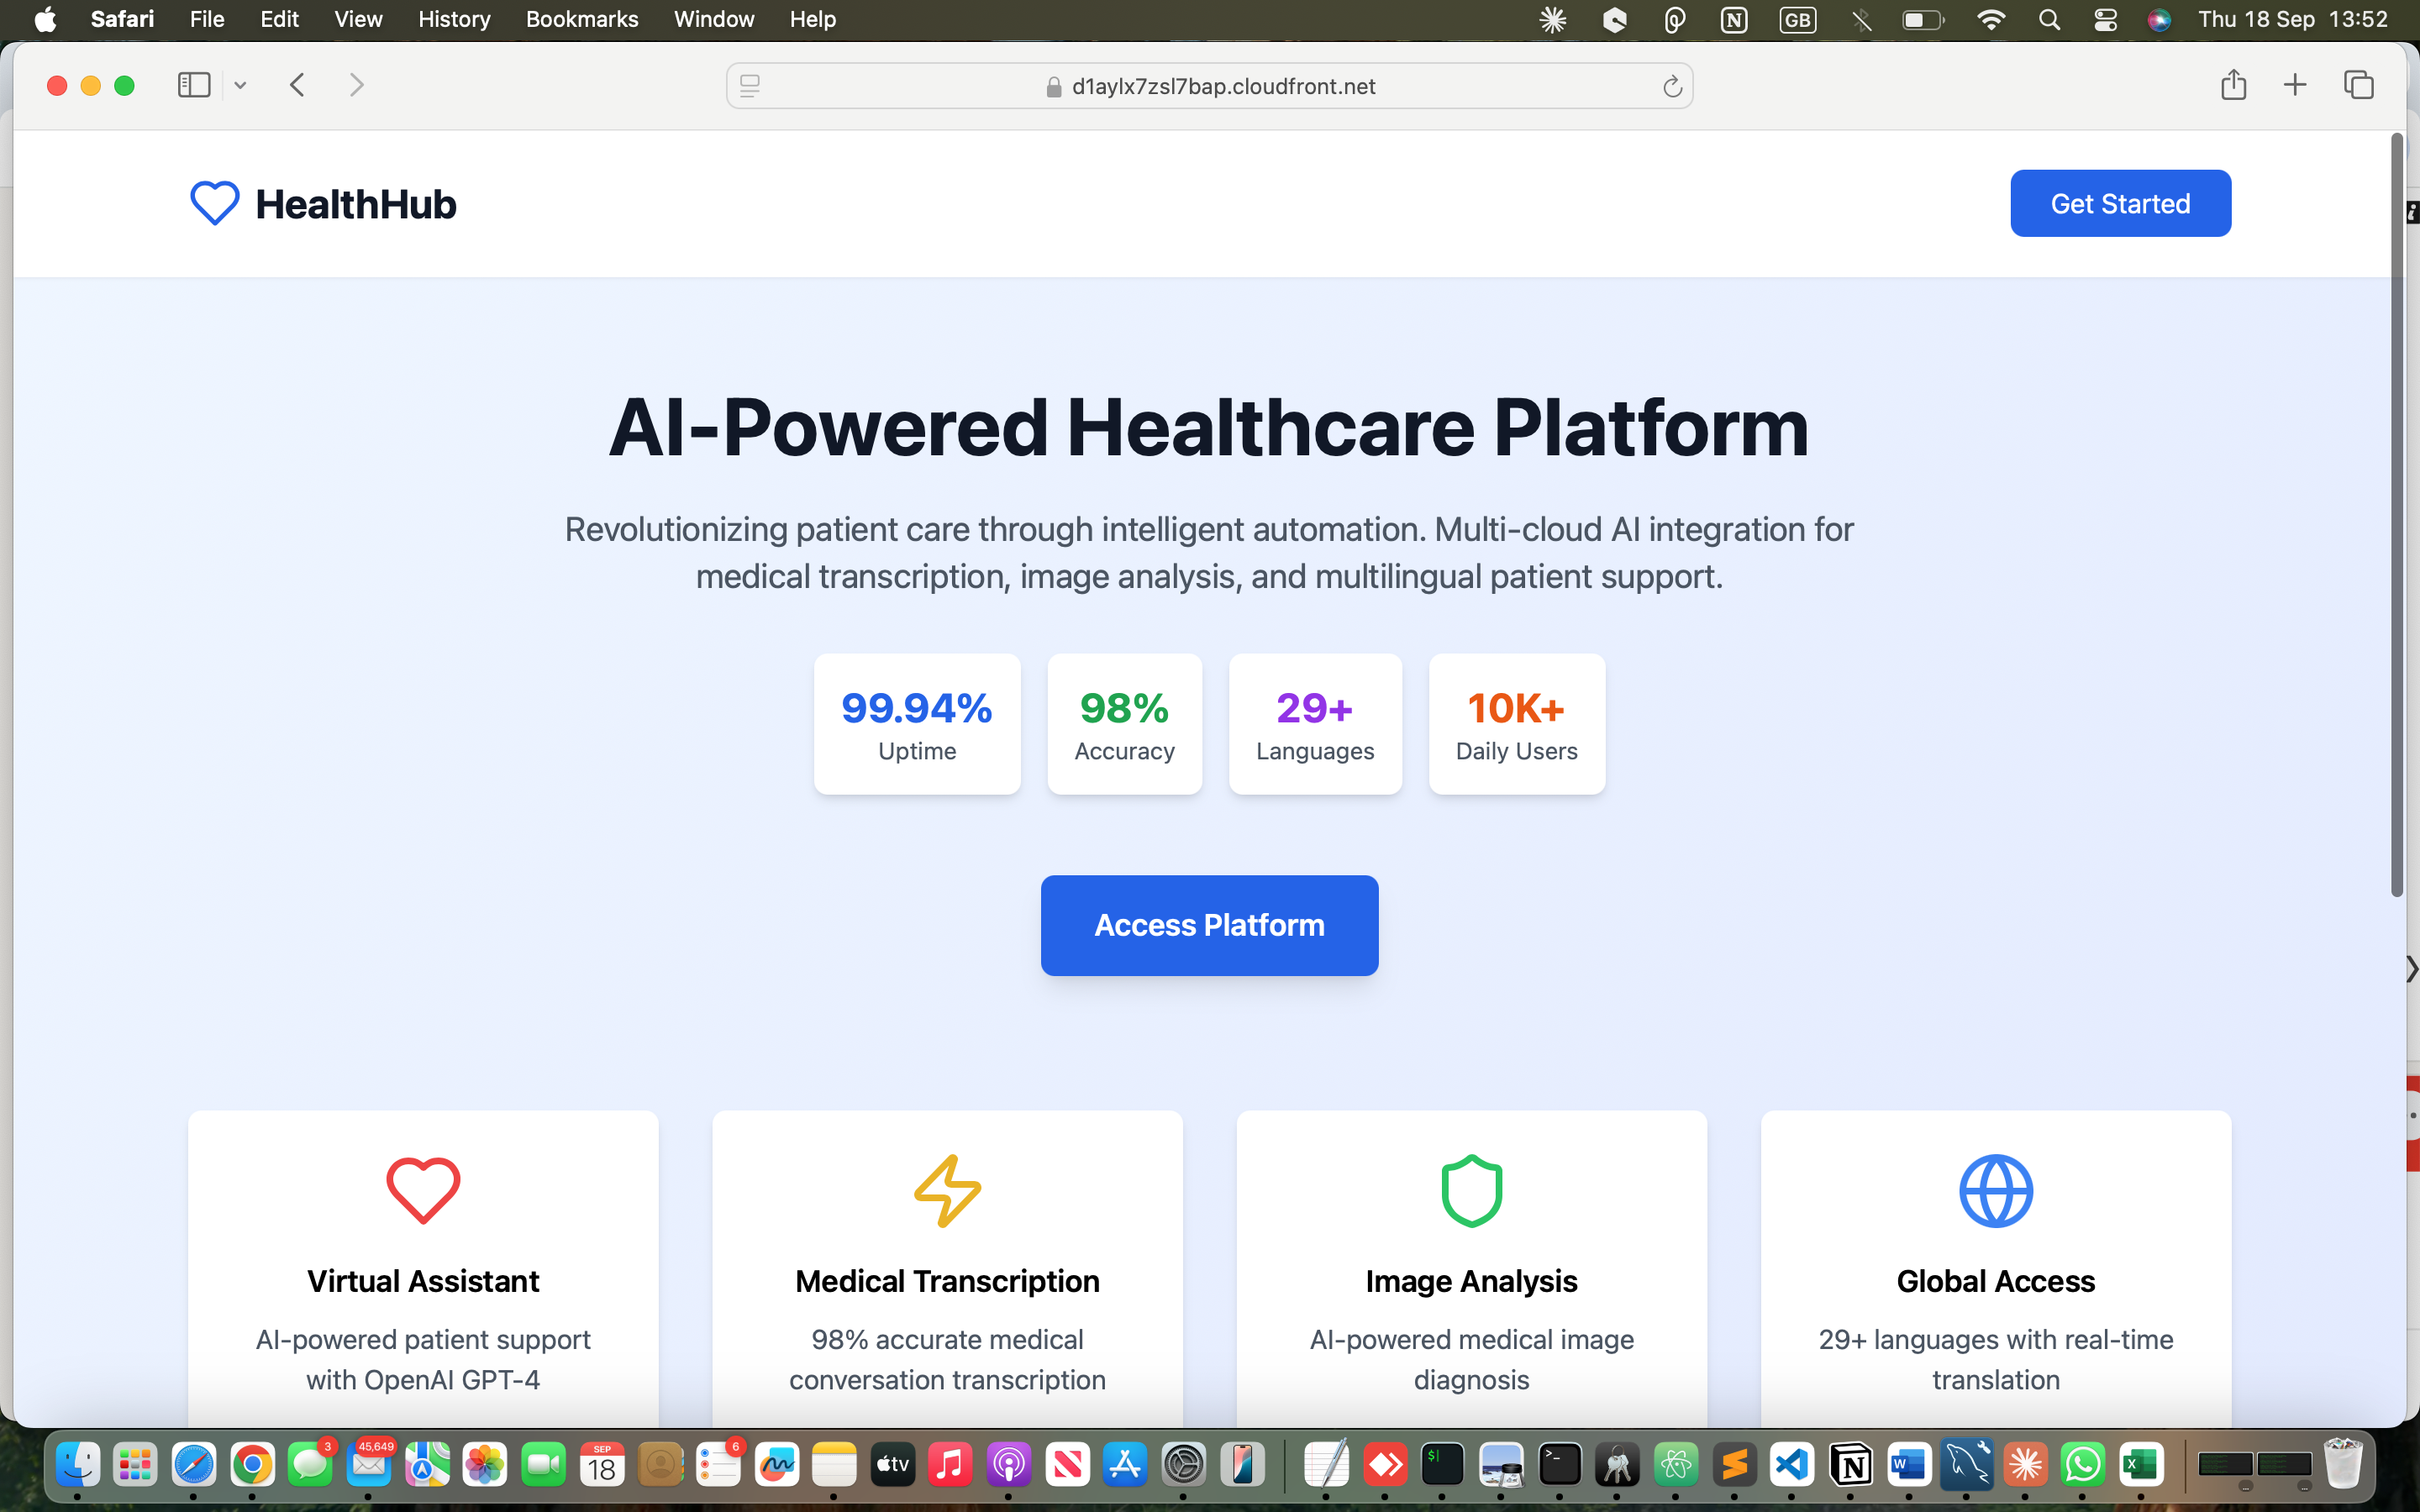 Safari File Edit View History Bookmarks Window Help
GB Thu 18 Sep 13:52
d1aylx7zsl7bap.cloudfront.net
HealthHub
Get Started
AI-Powered Healthcare Platform
Revolutionizing patient care through intelligent automation. Multi-cloud AI integration for
medical transcription, image analysis, and multilingual patient support.
99.94%
Uptime
98%
Accuracy
29+
Languages
10K+
Daily Users
Access Platform
Virtual Assistant
AI-powered patient support
with OpenAI GPT-4
Medical Transcription
98% accurate medical
conversation transcription
Image Analysis
AI-powered medical image
diagnosis
Global Access
29+ languages with real-time
translation
3
45,649
SEP
18
6
tv